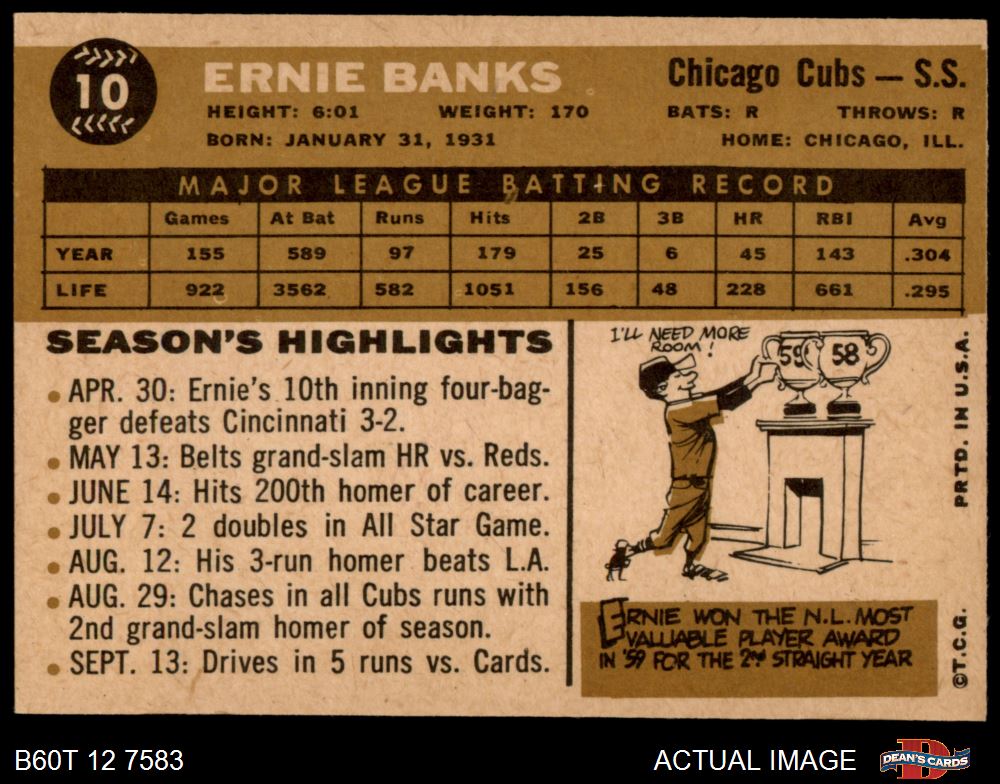 10
ERNIE BANKS
Chicago Cubs — S.S.
HEIGHT: 6:01 WEIGHT: 170 BATS: R THROWS: R
BORN: JANUARY 31, 1931 HOME: CHICAGO, ILL.
MAJOR LEAGUE BATTING RECORD
Games At Bat Runs Hits 2B 3B HR RBI Avg
YEAR 155 589 97 179 25 6 45 143 .304
LIFE 922 3562 582 1051 156 48 228 661 .295
SEASON'S HIGHLIGHTS
• APR. 30: Ernie's 10th inning four-bag-
ger defeats Cincinnati 3-2.
• MAY 13: Belts grand-slam HR vs. Reds.
• JUNE 14: Hits 200th homer of career.
• JULY 7: 2 doubles in All Star Game.
• AUG. 12: His 3-run homer beats L.A.
• AUG. 29: Chases in all Cubs runs with
2nd grand-slam homer of season.
• SEPT. 13: Drives in 5 runs vs. Cards.
I'LL NEED MORE
ROOM!
59 58
ERNIE WON THE N.L. MOST
VALUABLE PLAYER AWARD
IN '59 FOR THE 2ND STRAIGHT YEAR
©T.C.G. PRTD. IN U.S.A.
B60T 12 7583
ACTUAL IMAGE
DEAN'S CARDS